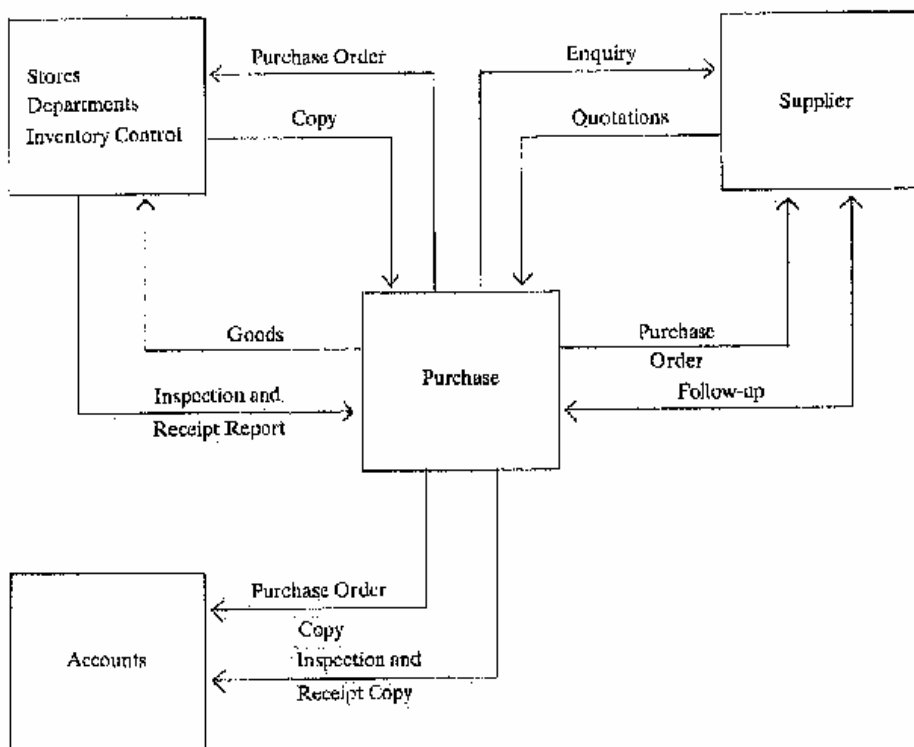 Stores
Departments
Inventory Control
Purchase Order
Copy
Enquiry
Quotations
Supplier
Goods
Inspection and
Receipt Report
Purchase
Purchase
Order
Follow-up
Accounts
Purchase Order
Copy
Inspection and
Receipt Copy